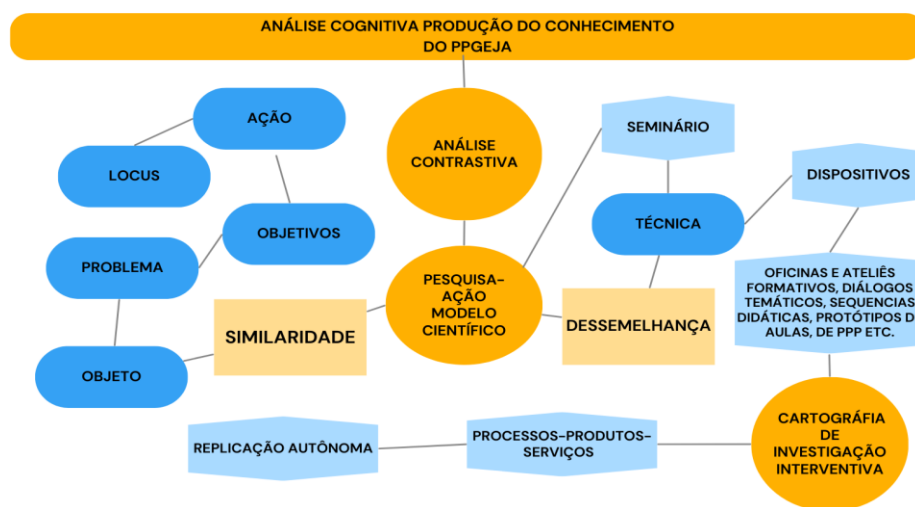 ANÁLISE COGNITIVA PRODUÇÃO DO CONHECIMENTO
DO PPGEJA
AÇÃO
LOCUS
ANÁLISE
CONTRASTIVA
SEMINÁRIO
DISPOSITIVOS
OBJETIVOS
TÉCNICA
PROBLEMA
PESQUISA-
AÇÃO
MODELO
CIENTÍFICO
OFICINAS E ATELIÊS
FORMATIVOS, DIÁLOGOS
TEMÁTICOS, SEQUENCIAS
DIDÁTICAS, PROTÓTIPOS D
AULAS, DE PPP ETC.
SIMILARIDADE
DESSEMELHANÇA
OBJETO
CARTOGRÁFIA
DE
INVESTIGAÇÃO
INTERVENTIVA
PROCESSOS-PRODUTOS-
SERVIÇOS
REPLICAÇÃO AUTÔNOMA